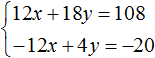 12x + 18y = 108
−12x + 4y = −20